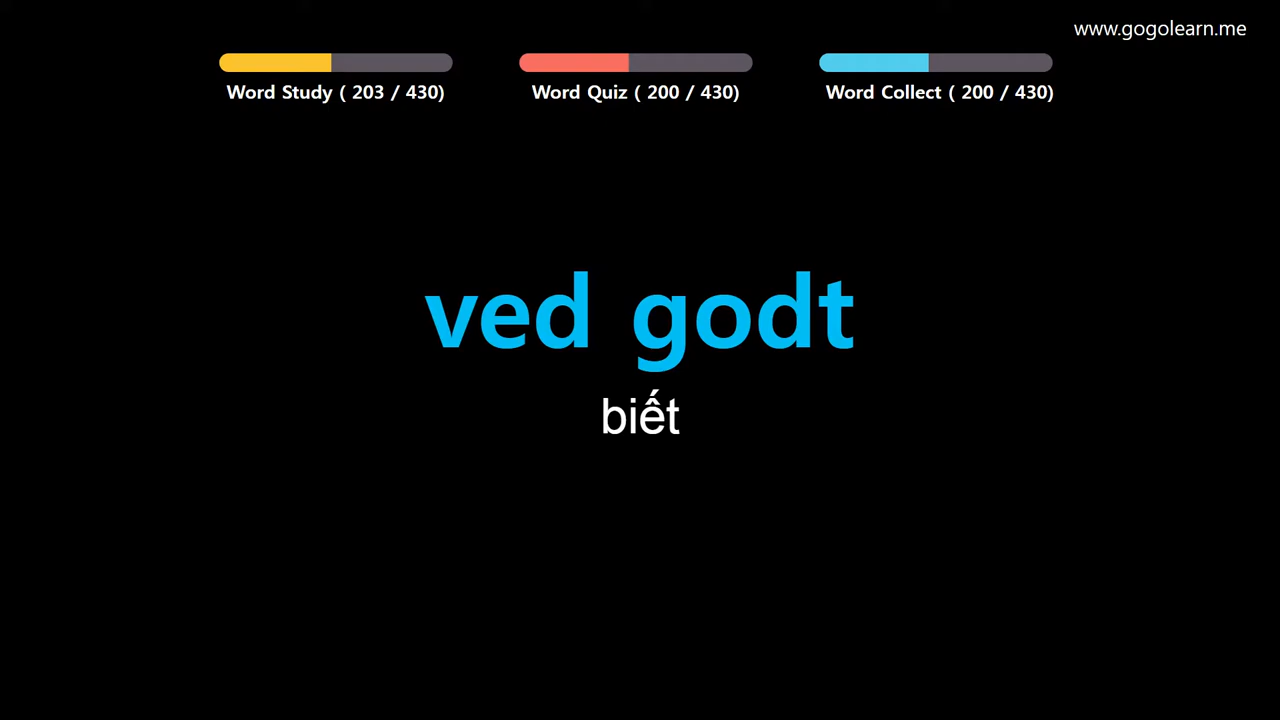 www.gogolearn.me
Word Study ( 203 / 430)
Word Quiz ( 200 / 430)
Word Collect ( 200 / 430)
ved godt
biết